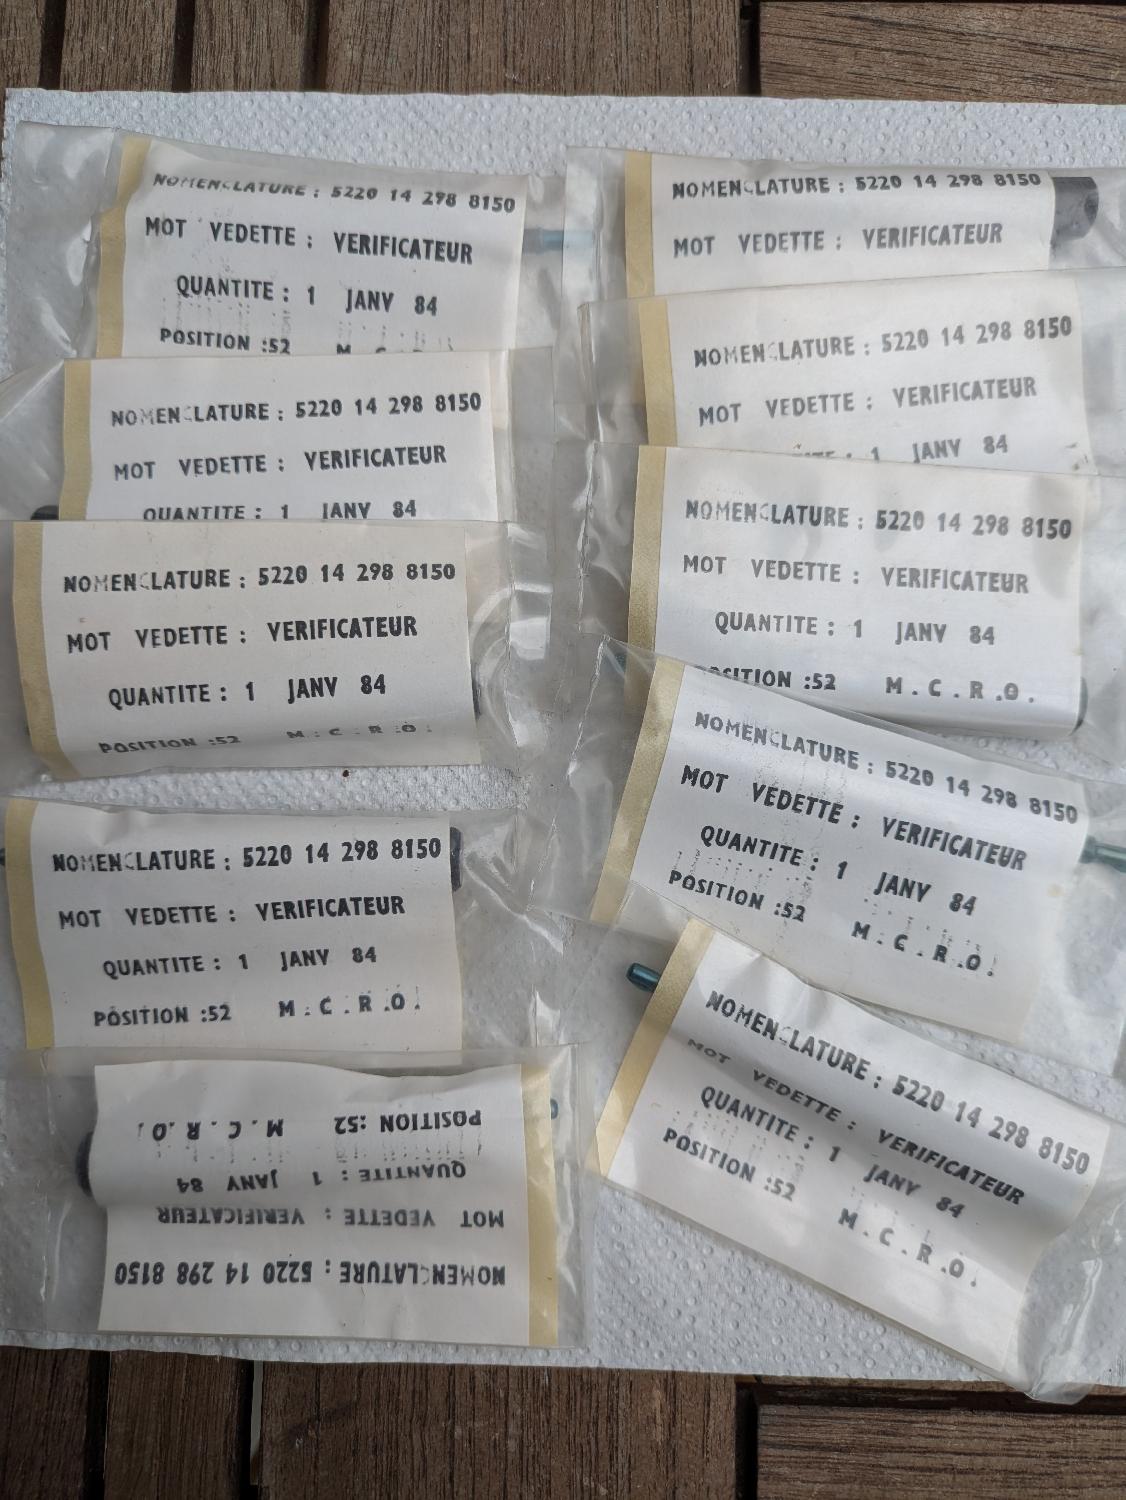 NOMENCLATURE : 5220 14 298 8150
MOT VEDETTE : VERIFICATEUR
QUANTITE : 1 JANV 84
POSITION :52 M . C .
NOMENCLATURE : 5220 14 298 8150
MOT VEDETTE : VERIFICATEUR
QUANTITE : 1 JANV 84
NOMENCLATURE : 5220 14 298 8150
MOT VEDETTE : VERIFICATEUR
QUANTITE : 1 JANV 84
POSITION :52 M . C . R .O.
NOMENCLATURE : 5220 14 298 8150
MOT VEDETTE : VERIFICATEUR
QUANTITE : 1 JANV 84
POSITION :52 M . C . R .O.
NOMENCLATURE : 5220 14 298 8150
MOT VEDETTE : VERIFICATEUR
QUANTITE : 1 JANV 84
POSITION :52 M . C . R .O.
NOMENCLATURE : 5220 14 298 8150
MOT VEDETTE : VERIFICATEUR
NOMENCLATURE : 5220 14 298 8150
MOT VEDETTE : VERIFICATEUR
1 JANV 84
NOMENCLATURE : 5220 14 298 8150
MOT VEDETTE : VERIFICATEUR
QUANTITE : 1 JANV 84
POSITION :52 M . C . R .O.
NOMENCLATURE : 5220 14 298 8150
MOT VEDETTE : VERIFICATEUR
QUANTITE : 1 JANV 84
POSITION :52 M . C . R .O.
NOMENCLATURE : 5220 14 298 8150
MOT VEDETTE : VERIFICATEUR
QUANTITE : 1 JANV 84
POSITION :52 M . C . R .O.